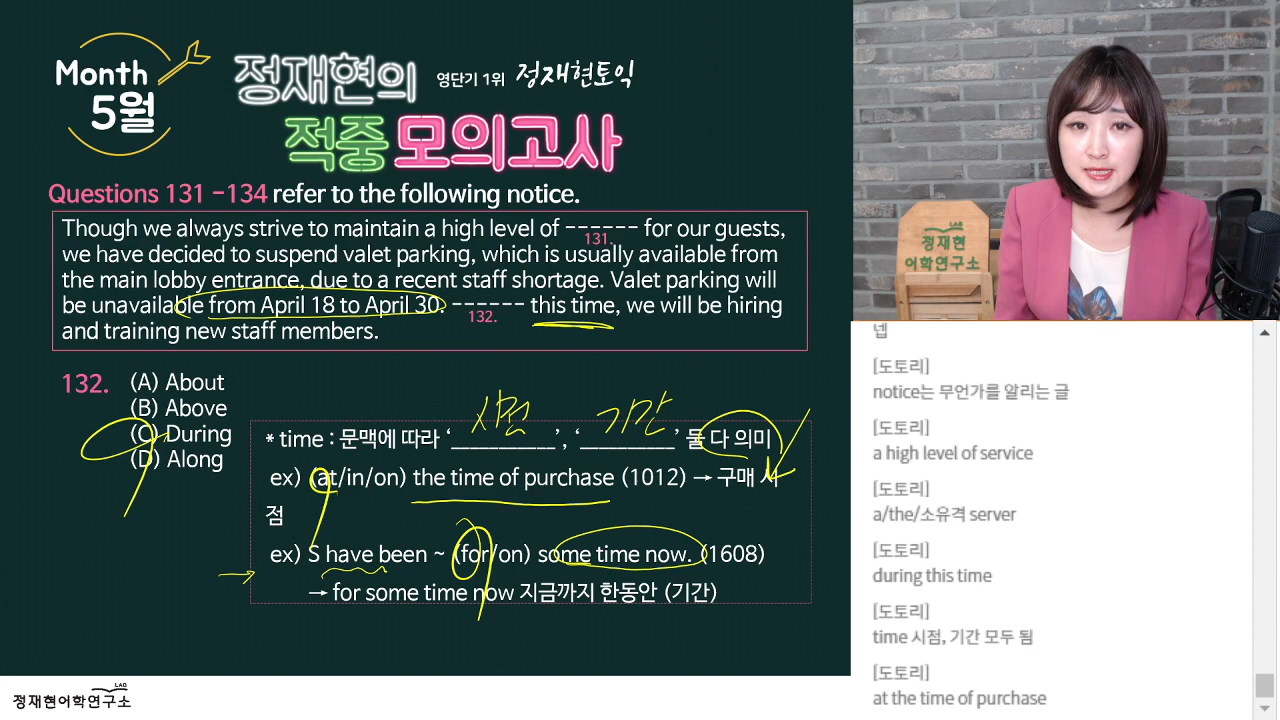 Month
5월
정재현의
영단기 1위 정재현토익
적중 모의고사
Questions 131 –134 refer to the following notice.
Though we always strive to maintain a high level of ------ for our guests,
131.
we have decided to suspend valet parking, which is usually available from
the main lobby entrance, due to a recent staff shortage. Valet parking will
be unavailable from April 18 to April 30. ------ this time, we will be hiring
132.
and training new staff members.
132.
(A) About
(B) Above
(C) During
(D) Along
시점 기간
* time : 문맥에 따라 ‘__________’, ‘__________’ 둘 다 의미
ex) (at/in/on) the time of purchase (1012) → 구매 시
점
ex) S have been ~ (for/on) some time now. (1608)
→ for some time now 지금까지 한동안 (기간)
LAB
정재현어학연구소
LAB
정재현
어학연구소
넵
[도토리]
notice는 무언가를 알리는 글
[도토리]
a high level of service
[도토리]
a/the/소유격 server
[도토리]
during this time
[도토리]
time 시점, 기간 모두 됨
[도토리]
at the time of purchase